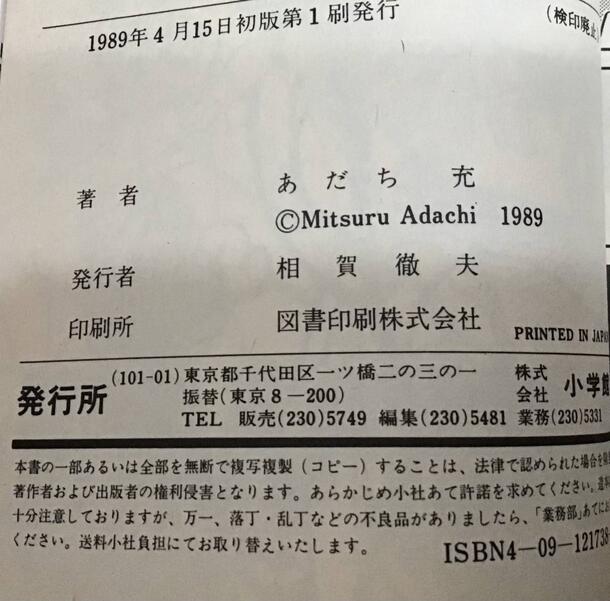 1989年4月15日初版第1刷発行
(検印廃止
著者 あだち 充
©Mitsuru Adachi 1989
発行者 相賀徹夫
印刷所 図書印刷株式会社
PRINTED IN JAPAN
発行所 (101-01)東京都千代田区一ツ橋二の三の一 株式会社 小学館
振替(東京8-200)
TEL 販売(230)5749 編集(230)5481 業務(230)5331
本書の一部あるいは全部を無断で複写複製(コピー)することは、法律で認められた場合を
著作者および出版者の権利侵害となります。あらかじめ小社あて許諾を求めてください。
十分注意しておりますが、万一、落丁・乱丁などの不良品がありましたら、「業務部」あてに
ください。送料小社負担にてお取り替えいたします。
ISBN4-09-121738-